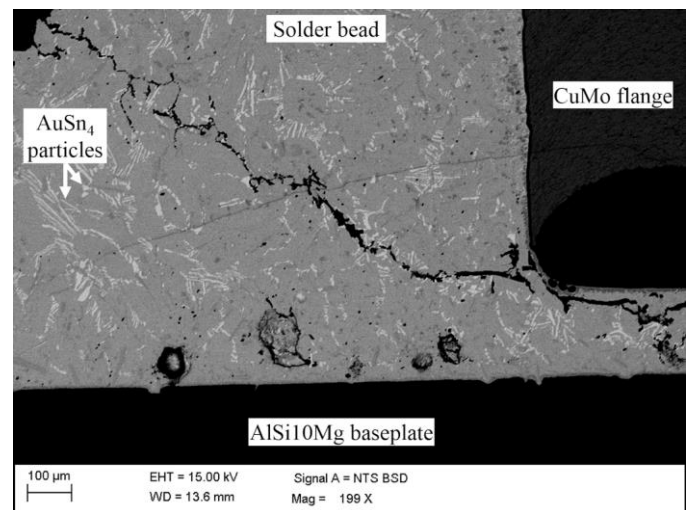 Solder bead
CuMo flange
AuSn₄
particles
AlSi10Mg baseplate
100 µm
EHT = 15.00 kV
Signal A = NTS BSD
WD = 13.6 mm
Mag = 199 X